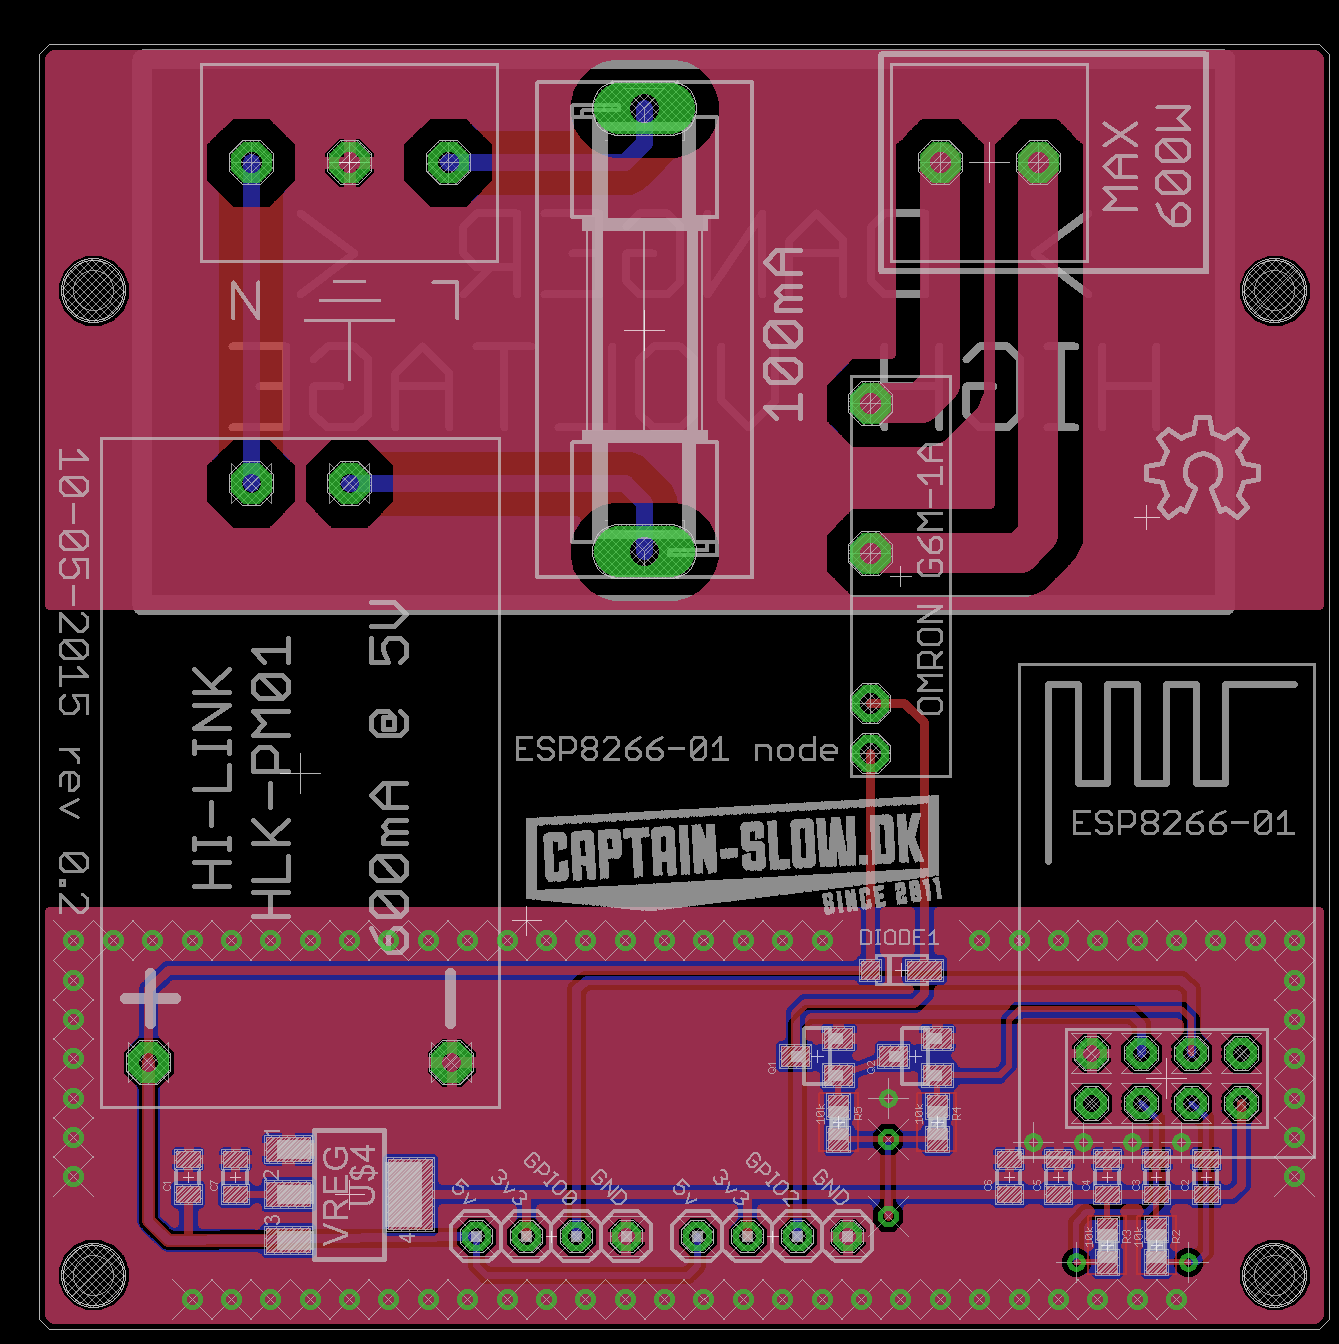 MAX
600W
> DANGER <
HIGH VOLTAGE
N
L
100mA
OMRON G6M-1A
10-05-2015 rev 0.2
HI-LINK
HLK-PM01
600mA @ 5V
ESP8266-01 node
CAPTAIN-SLOW.DK
SINCE 2011
ESP8266-01
DIODE1
+
-
Q1
Q2
10k
R5
10k
R4
C1
C7
1
2
3
4
VREG
U$4
5v
3v3
GPIO0
GND
5v
3v3
GPIO2
GND
C6
C5
C4
C3
C2
10k
R3
10k
R2